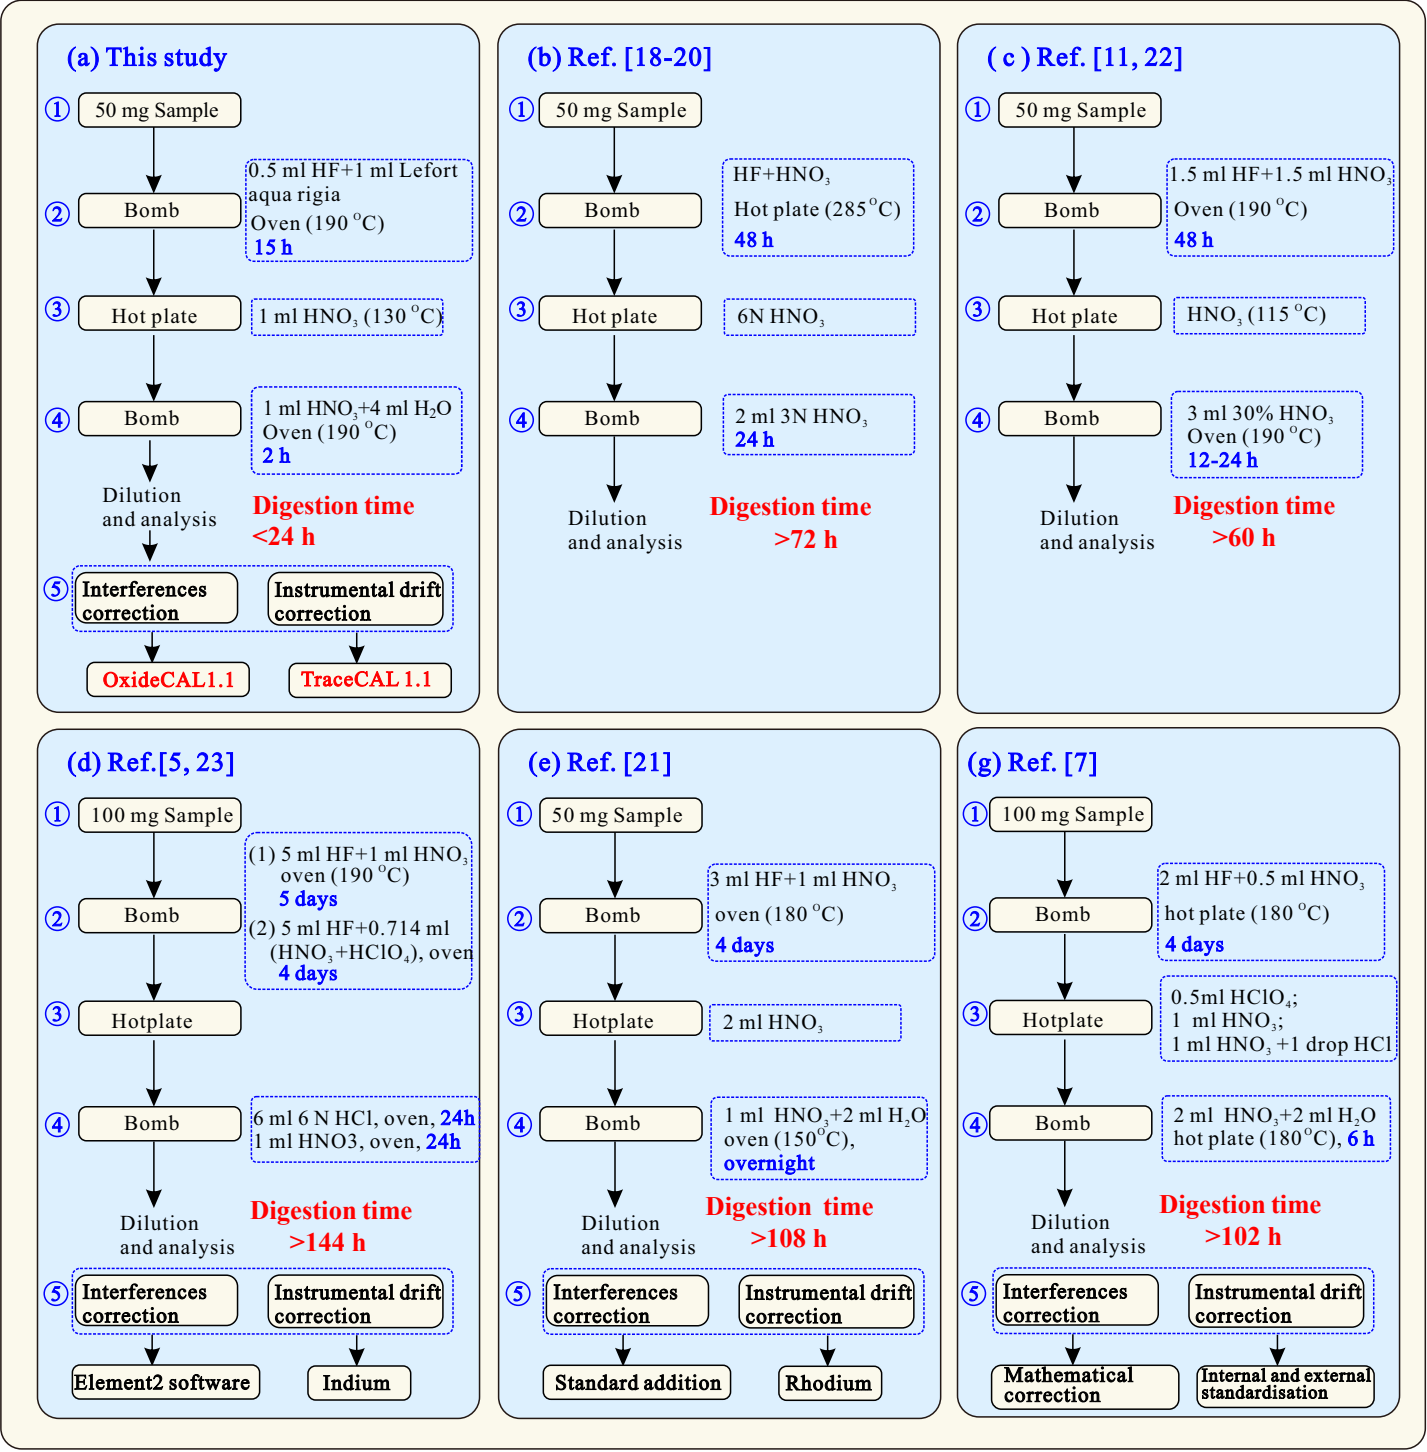 (a) This study
① 50 mg Sample
0.5 ml HF+1 ml Lefort
aqua rigia
② Bomb
Oven (190 °C)
15 h
③ Hot plate
1 ml HNO₃ (130 °C)
④ Bomb
1 ml HNO₃+4 ml H₂O
Oven (190 °C)
2 h
Dilution
and analysis
Digestion time
<24 h
⑤
Interferences
correction
Instrumental drift
correction
OxideCAL1.1
TraceCAL 1.1
(b) Ref. [18-20]
① 50 mg Sample
HF+HNO₃
② Bomb
Hot plate (285°C)
48 h
③ Hot plate
6N HNO₃
④ Bomb
2 ml 3N HNO₃
24 h
Dilution
and analysis
Digestion time
>72 h
( c ) Ref. [11, 22]
① 50 mg Sample
1.5 ml HF+1.5 ml HNO₃
② Bomb
Oven (190 °C)
48 h
③ Hot plate
HNO₃ (115 °C)
④ Bomb
3 ml 30% HNO₃
Oven (190 °C)
12-24 h
Dilution
and analysis
Digestion time
>60 h
(d) Ref.[5, 23]
① 100 mg Sample
(1) 5 ml HF+1 ml HNO₃
oven (190 °C)
5 days
② Bomb
(2) 5 ml HF+0.714 ml
(HNO₃+HClO₄), oven
4 days
③ Hotplate
④ Bomb
6 ml 6 N HCl, oven, 24h
1 ml HNO3, oven, 24h
Dilution
and analysis
Digestion time
>144 h
⑤
Interferences
correction
Instrumental drift
correction
Element2 software
Indium
(e) Ref. [21]
① 50 mg Sample
3 ml HF+1 ml HNO₃
② Bomb
oven (180 °C)
4 days
③ Hotplate
2 ml HNO₃
④ Bomb
1 ml HNO₃+2 ml H₂O
oven (150°C),
overnight
Dilution
and analysis
Digestion time
>108 h
⑤
Interferences
correction
Instrumental drift
correction
Standard addition
Rhodium
(g) Ref. [7]
① 100 mg Sample
2 ml HF+0.5 ml HNO₃
② Bomb
hot plate (180 °C)
4 days
③ Hotplate
0.5ml HClO₄;
1 ml HNO₃;
1 ml HNO₃ +1 drop HCl
④ Bomb
2 ml HNO₃+2 ml H₂O
hot plate (180°C), 6 h
Dilution
and analysis
Digestion time
>102 h
⑤
Interferences
correction
Instrumental drift
correction
Mathematical
correction
Internal and external
standardisation